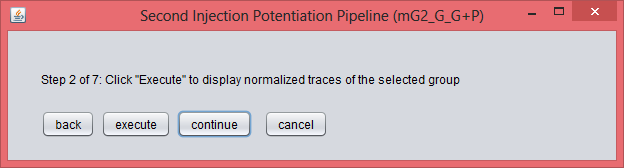 Second Injection Potentiation Pipeline (mG2_G_G+P)
Step 2 of 7: Click "Execute" to display normalized traces of the selected group
back execute continue cancel